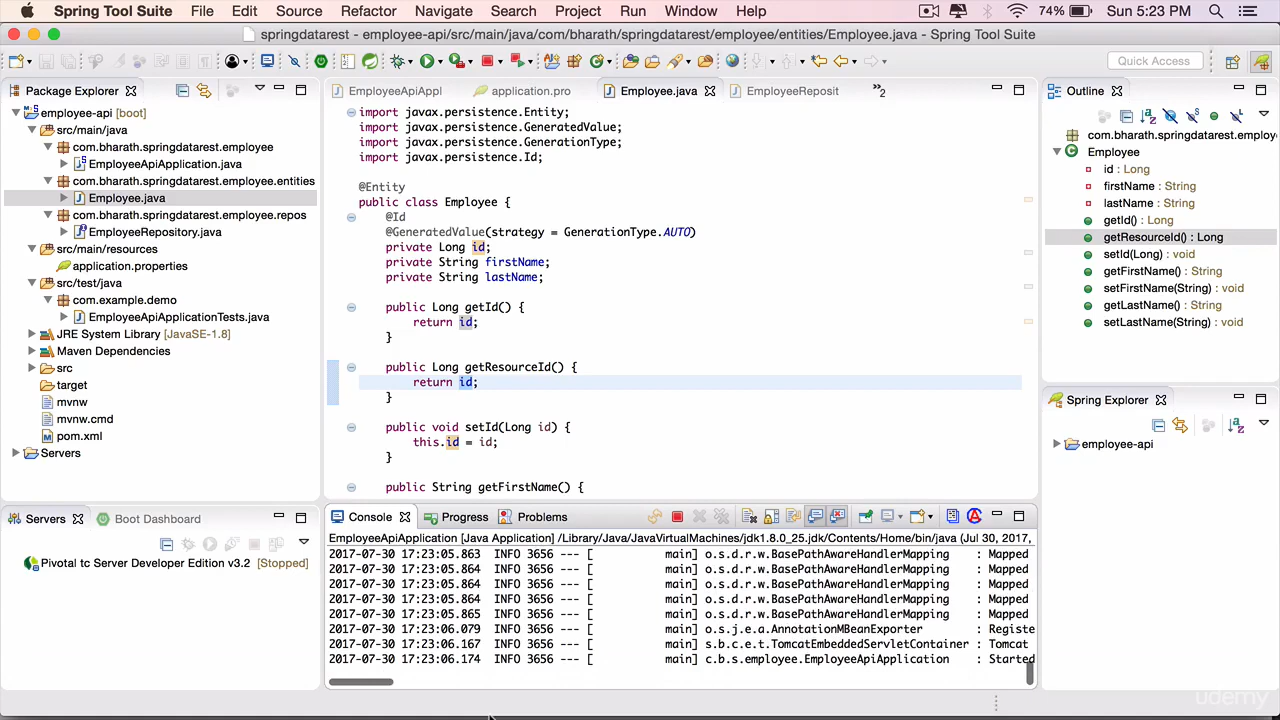 Spring Tool Suite File Edit Source Refactor Navigate Search Project Run Window Help 74% Sun 5:23 PM
springdatarest - employee-api/src/main/java/com/bharath/springdatarest/employee/entities/Employee.java - Spring Tool Suite
Quick Access
Package Explorer
employee-api [boot]
src/main/java
com.bharath.springdatarest.employee
EmployeeApiApplication.java
com.bharath.springdatarest.employee.entities
Employee.java
com.bharath.springdatarest.employee.repos
EmployeeRepository.java
src/main/resources
application.properties
src/test/java
com.example.demo
EmployeeApiApplicationTests.java
JRE System Library [JavaSE-1.8]
Maven Dependencies
src
target
mvnw
mvnw.cmd
pom.xml
Servers
Servers Boot Dashboard
Pivotal tc Server Developer Edition v3.2 [Stopped]
EmployeeApiAppl application.pro Employee.java EmployeeReposit »2
import javax.persistence.Entity;
import javax.persistence.GeneratedValue;
import javax.persistence.GenerationType;
import javax.persistence.Id;
@Entity
public class Employee {
@Id
@GeneratedValue(strategy = GenerationType.AUTO)
private Long id;
private String firstName;
private String lastName;
public Long getId() {
return id;
}
public Long getResourceId() {
return id;
}
public void setId(Long id) {
this.id = id;
}
public String getFirstName() {
Console Progress Problems
EmployeeApiApplication [Java Application] /Library/Java/JavaVirtualMachines/jdk1.8.0_25.jdk/Contents/Home/bin/java (Jul 30, 2017,
2017-07-30 17:23:05.863 INFO 3656 --- [ main] o.s.d.r.w.BasePathAwareHandlerMapping : Mapped
2017-07-30 17:23:05.864 INFO 3656 --- [ main] o.s.d.r.w.BasePathAwareHandlerMapping : Mapped
2017-07-30 17:23:05.864 INFO 3656 --- [ main] o.s.d.r.w.BasePathAwareHandlerMapping : Mapped
2017-07-30 17:23:05.864 INFO 3656 --- [ main] o.s.d.r.w.BasePathAwareHandlerMapping : Mapped
2017-07-30 17:23:05.865 INFO 3656 --- [ main] o.s.d.r.w.BasePathAwareHandlerMapping : Mapped
2017-07-30 17:23:06.079 INFO 3656 --- [ main] o.s.j.e.a.AnnotationMBeanExporter : Registe
2017-07-30 17:23:06.167 INFO 3656 --- [ main] s.b.c.e.t.TomcatEmbeddedServletContainer : Tomcat
2017-07-30 17:23:06.174 INFO 3656 --- [ main] c.b.s.employee.EmployeeApiApplication : Started
Outline
com.bharath.springdatarest.employ
Employee
id : Long
firstName : String
lastName : String
getId() : Long
getResourceId() : Long
setId(Long) : void
getFirstName() : String
setFirstName(String) : void
getLastName() : String
setLastName(String) : void
Spring Explorer
employee-api
udemy